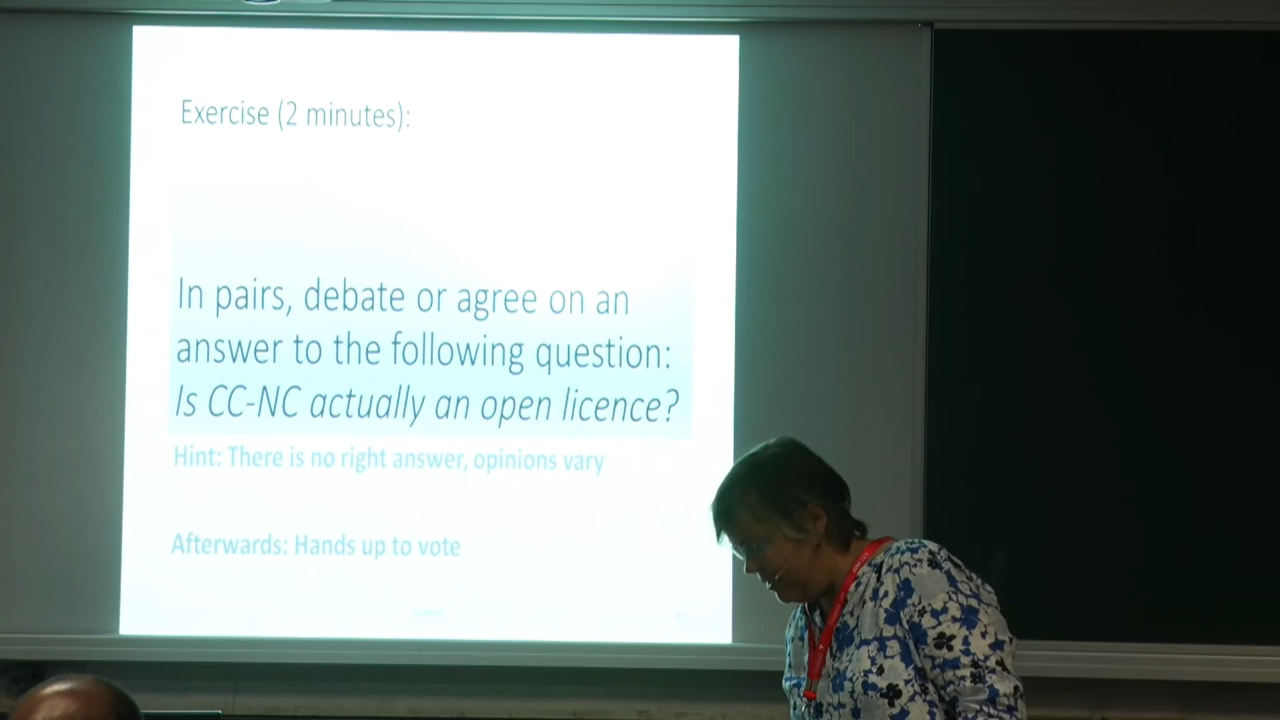 Exercise (2 minutes):
In pairs, debate or agree on an
answer to the following question:
Is CC-NC actually an open licence?
Hint: There is no right answer, opinions vary
Afterwards: Hands up to vote